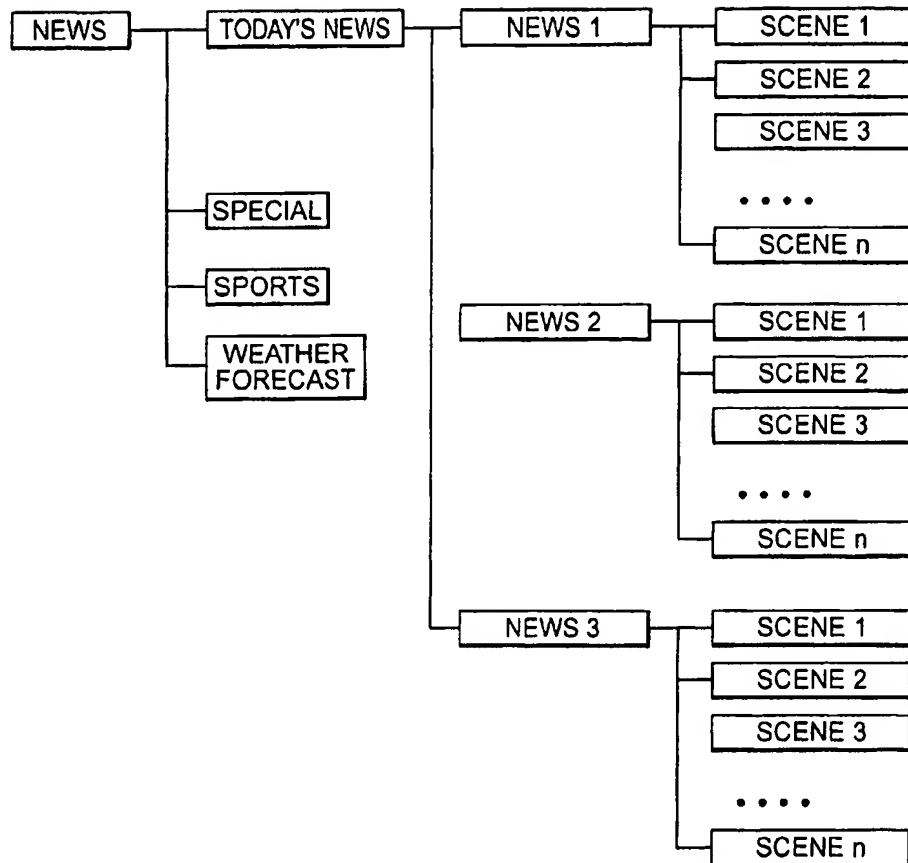 NEWS
TODAY'S NEWS
NEWS 1
SCENE 1
SCENE 2
SCENE 3
....
SCENE n
SPECIAL
SPORTS
WEATHER
FORECAST
NEWS 2
SCENE 1
SCENE 2
SCENE 3
....
SCENE n
NEWS 3
SCENE 1
SCENE 2
SCENE 3
....
SCENE n